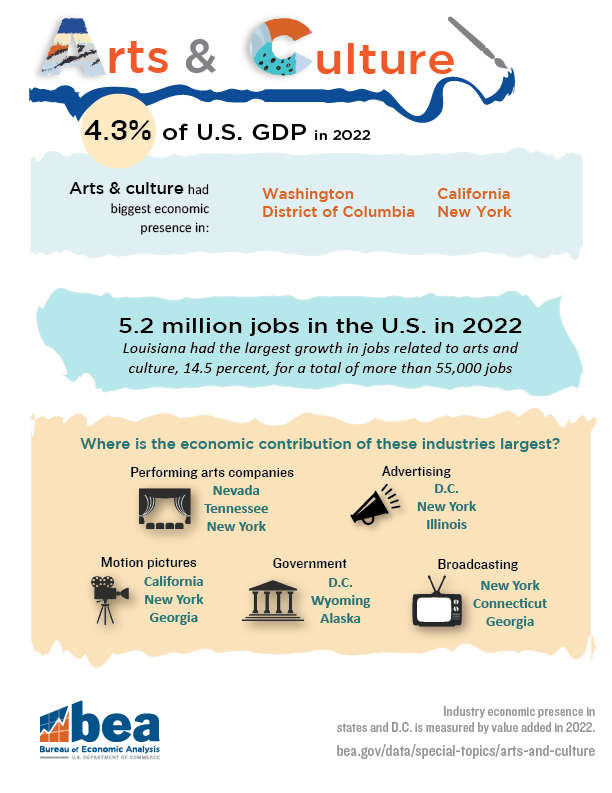 Arts & Culture
4.3% of U.S. GDP in 2022
Arts & culture had
biggest economic
presence in:
Washington
District of Columbia
California
New York
5.2 million jobs in the U.S. in 2022
Louisiana had the largest growth in jobs related to arts and
culture, 14.5 percent, for a total of more than 55,000 jobs
Where is the economic contribution of these industries largest?
Performing arts companies
Nevada
Tennessee
New York
Advertising
D.C.
New York
Illinois
Motion pictures
California
New York
Georgia
Government
D.C.
Wyoming
Alaska
Broadcasting
New York
Connecticut
Georgia
bea
Bureau of Economic Analysis
U.S. DEPARTMENT OF COMMERCE
Industry economic presence in
states and D.C. is measured by value added in 2022.
bea.gov/data/special-topics/arts-and-culture